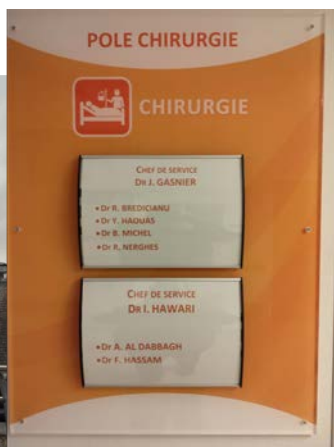 POLE CHIRURGIE
CHIRURGIE
CHEF DE SERVICE
DR J. GASNIER
• Dr R. BREDICIANU
• Dr Y. HAOUAS
• Dr B. MICHEL
• Dr R. NERGHES
CHEF DE SERVICE
DR I. HAWARI
• Dr A. AL DABBAGH
• Dr F. HASSAM